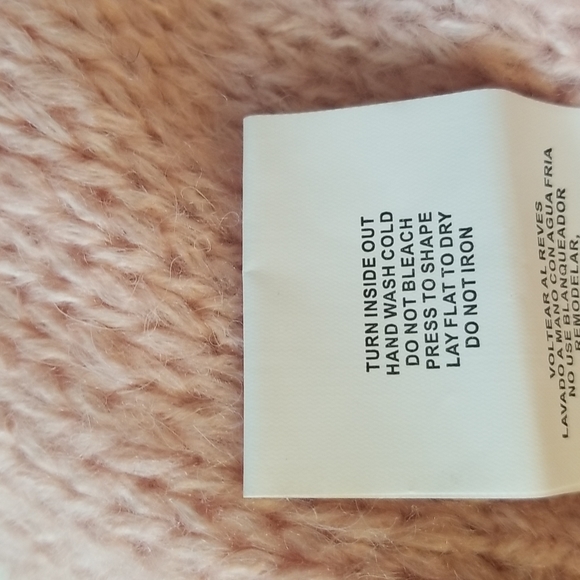 TURN INSIDE OUT
HAND WASH COLD
DO NOT BLEACH
PRESS TO SHAPE
LAY FLAT TO DRY
DO NOT IRON
VOLTEAR AL REVES
LAVADO A MANO CON AGUA FRIA
NO USE BLANQUEADOR
REMODELAR,